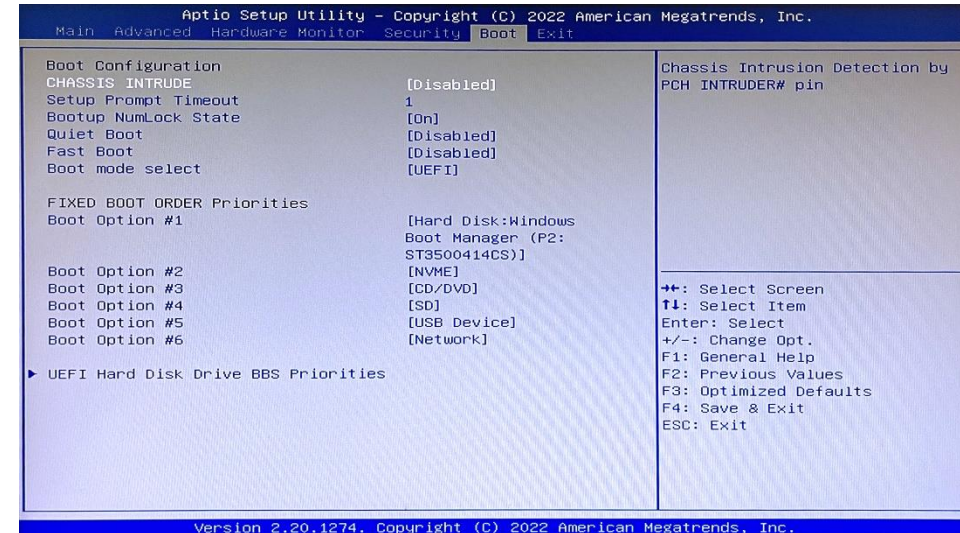 Aptio Setup Utility – Copyright (C) 2022 American Megatrends, Inc.
Main Advanced Hardware Monitor Security Boot Exit
Boot Configuration
CHASSIS INTRUDE [Disabled]
Setup Prompt Timeout 1
Bootup NumLock State [On]
Quiet Boot [Disabled]
Fast Boot [Disabled]
Boot mode select [UEFI]
FIXED BOOT ORDER Priorities
Boot Option #1 [Hard Disk:Windows
Boot Manager (P2:
ST3500414CS)]
Boot Option #2 [NVME]
Boot Option #3 [CD/DVD]
Boot Option #4 [SD]
Boot Option #5 [USB Device]
Boot Option #6 [Network]
▶ UEFI Hard Disk Drive BBS Priorities
Chassis Intrusion Detection by
PCH INTRUDER# pin
→←: Select Screen
↑↓: Select Item
Enter: Select
+/-: Change Opt.
F1: General Help
F2: Previous Values
F3: Optimized Defaults
F4: Save & Exit
ESC: Exit
Version 2.20.1274. Copyright (C) 2022 American Megatrends, Inc.